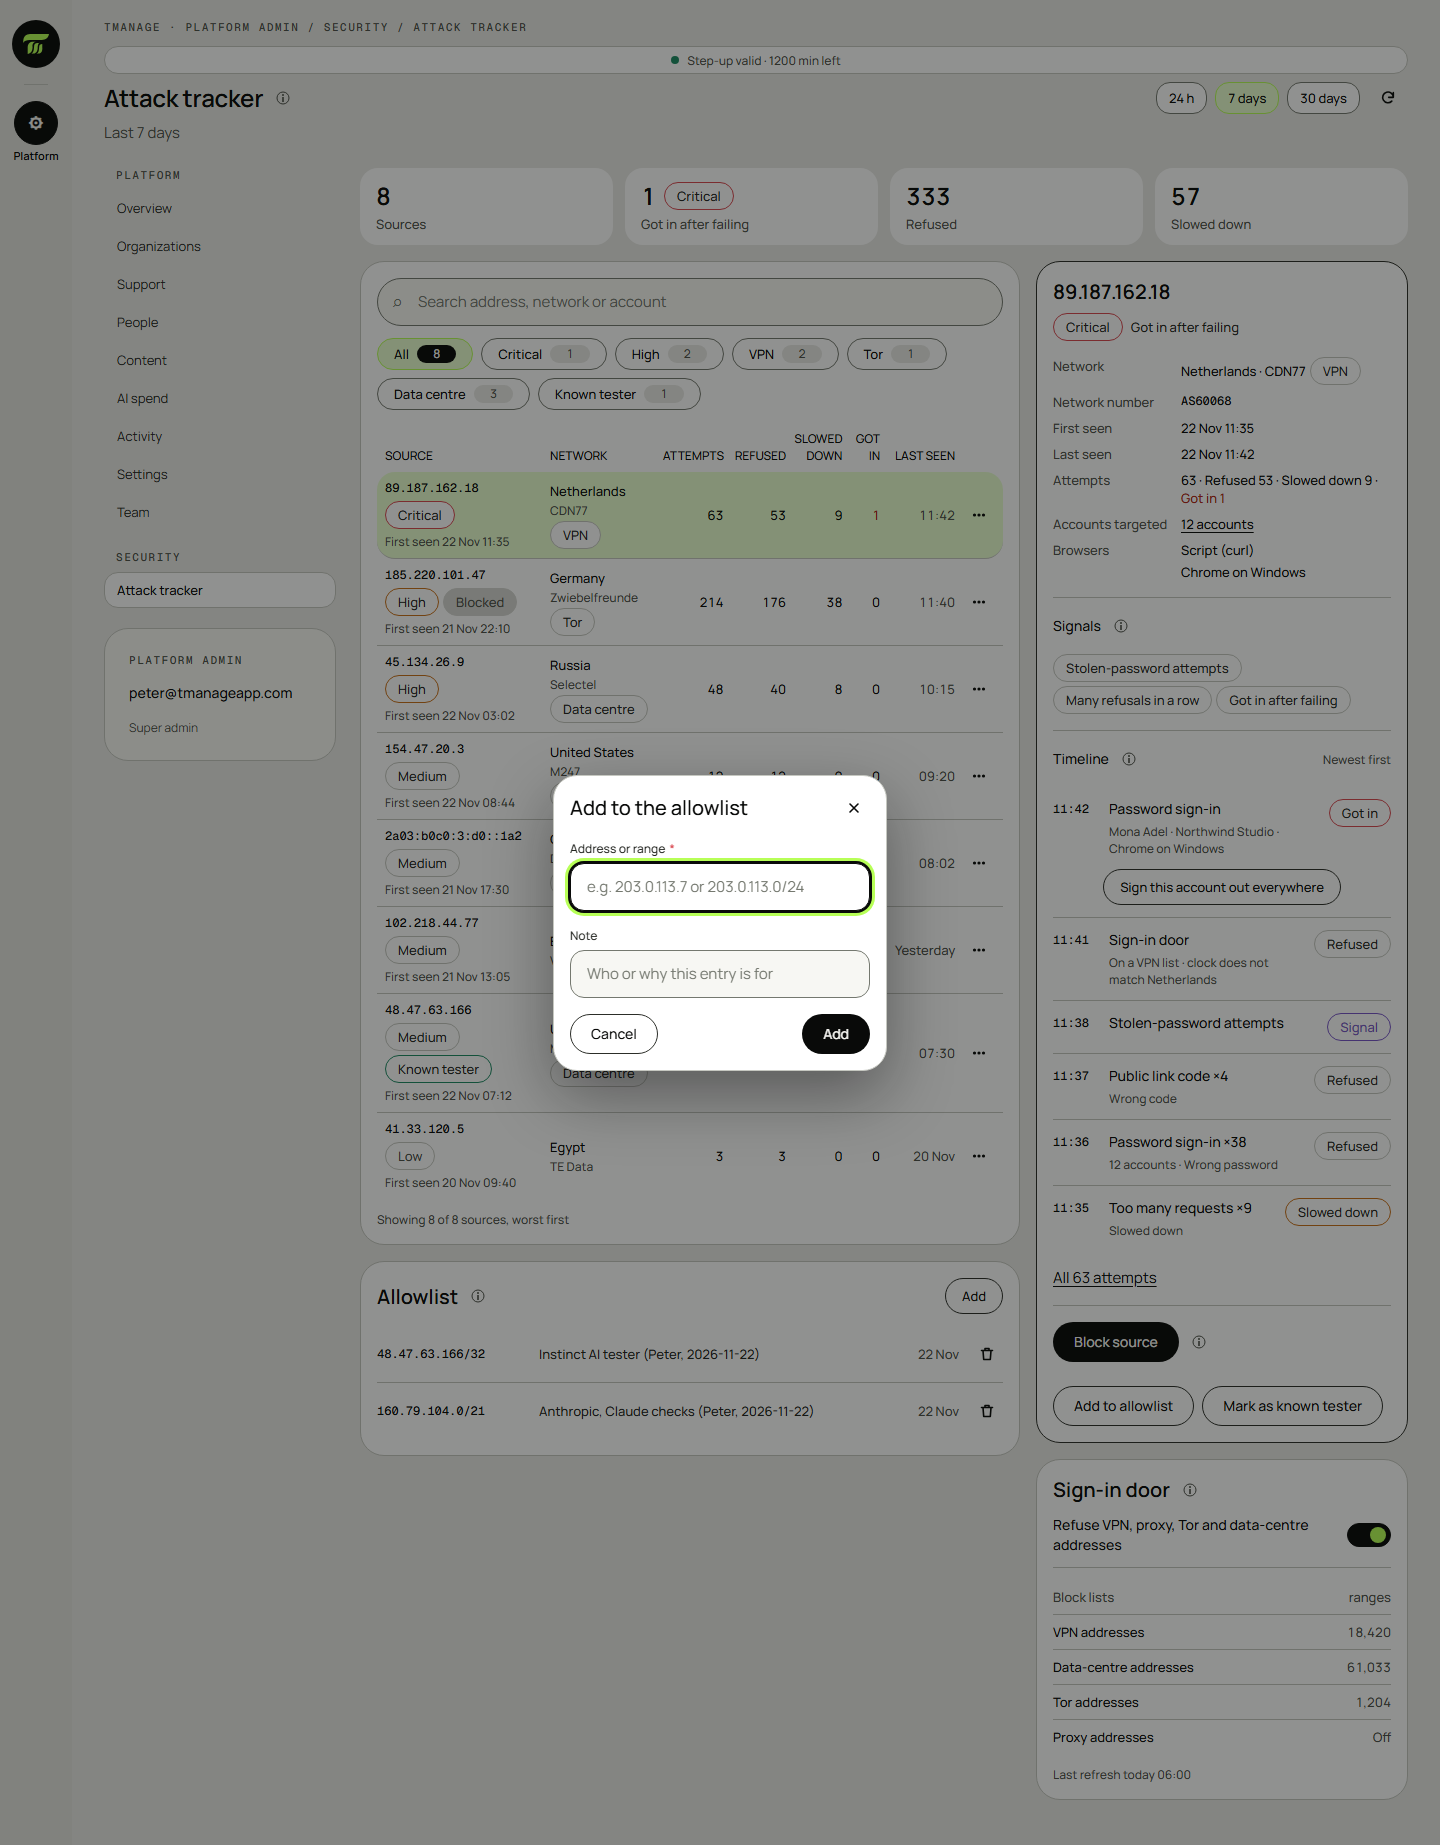 TMANAGE · PLATFORM ADMIN / SECURITY / ATTACK TRACKER
Step-up valid · 1200 min left
Attack tracker
24 h
7 days
30 days
Last 7 days
Platform
PLATFORM
Overview
Organizations
Support
People
Content
AI spend
Activity
Settings
Team
SECURITY
Attack tracker
PLATFORM ADMIN
peter@tmanageapp.com
Super admin
8
Sources
1 Critical
Got in after failing
333
Refused
57
Slowed down
Search address, network or account
All 8
Critical 1
High 2
VPN 2
Tor 1
Data centre 3
Known tester 1
SOURCE NETWORK ATTEMPTS REFUSED SLOWED DOWN GOT IN LAST SEEN
89.187.162.18
Critical
First seen 22 Nov 11:35
Netherlands
CDN77
VPN
63 53 9 1 11:42
185.220.101.47
High Blocked
First seen 21 Nov 22:10
Germany
Zwiebelfreunde
Tor
214 176 38 0 11:40
45.134.26.9
High
First seen 22 Nov 03:02
Russia
Selectel
Data centre
48 40 8 0 10:15
154.47.20.3
Medium
First seen 22 Nov 08:44
United States
M247
09:20
2a03:b0c0:3:d0::1a2
Medium
First seen 21 Nov 17:30
08:02
102.218.44.77
Medium
First seen 21 Nov 13:05
Yesterday
48.47.63.166
Medium
Known tester
First seen 22 Nov 07:12
Data centre
07:30
41.33.120.5
Low
First seen 20 Nov 09:40
Egypt
TE Data
3 3 0 0 20 Nov
Showing 8 of 8 sources, worst first
Add to the allowlist
Address or range *
e.g. 203.0.113.7 or 203.0.113.0/24
Note
Who or why this entry is for
Cancel
Add
Allowlist
Add
48.47.63.166/32 Instinct AI tester (Peter, 2026-11-22) 22 Nov
160.79.104.0/21 Anthropic, Claude checks (Peter, 2026-11-22) 22 Nov
89.187.162.18
Critical Got in after failing
Network Netherlands · CDN77 VPN
Network number AS60068
First seen 22 Nov 11:35
Last seen 22 Nov 11:42
Attempts 63 · Refused 53 · Slowed down 9 ·
Got in 1
Accounts targeted 12 accounts
Browsers Script (curl)
Chrome on Windows
Signals
Stolen-password attempts
Many refusals in a row
Got in after failing
Timeline
Newest first
11:42 Password sign-in Got in
Mona Adel · Northwind Studio ·
Chrome on Windows
Sign this account out everywhere
11:41 Sign-in door Refused
On a VPN list · clock does not
match Netherlands
11:38 Stolen-password attempts Signal
11:37 Public link code ×4 Refused
Wrong code
11:36 Password sign-in ×38 Refused
12 accounts · Wrong password
11:35 Too many requests ×9 Slowed down
Slowed down
All 63 attempts
Block source
Add to allowlist
Mark as known tester
Sign-in door
Refuse VPN, proxy, Tor and data-centre
addresses
Block lists ranges
VPN addresses 18,420
Data-centre addresses 61,033
Tor addresses 1,204
Proxy addresses Off
Last refresh today 06:00